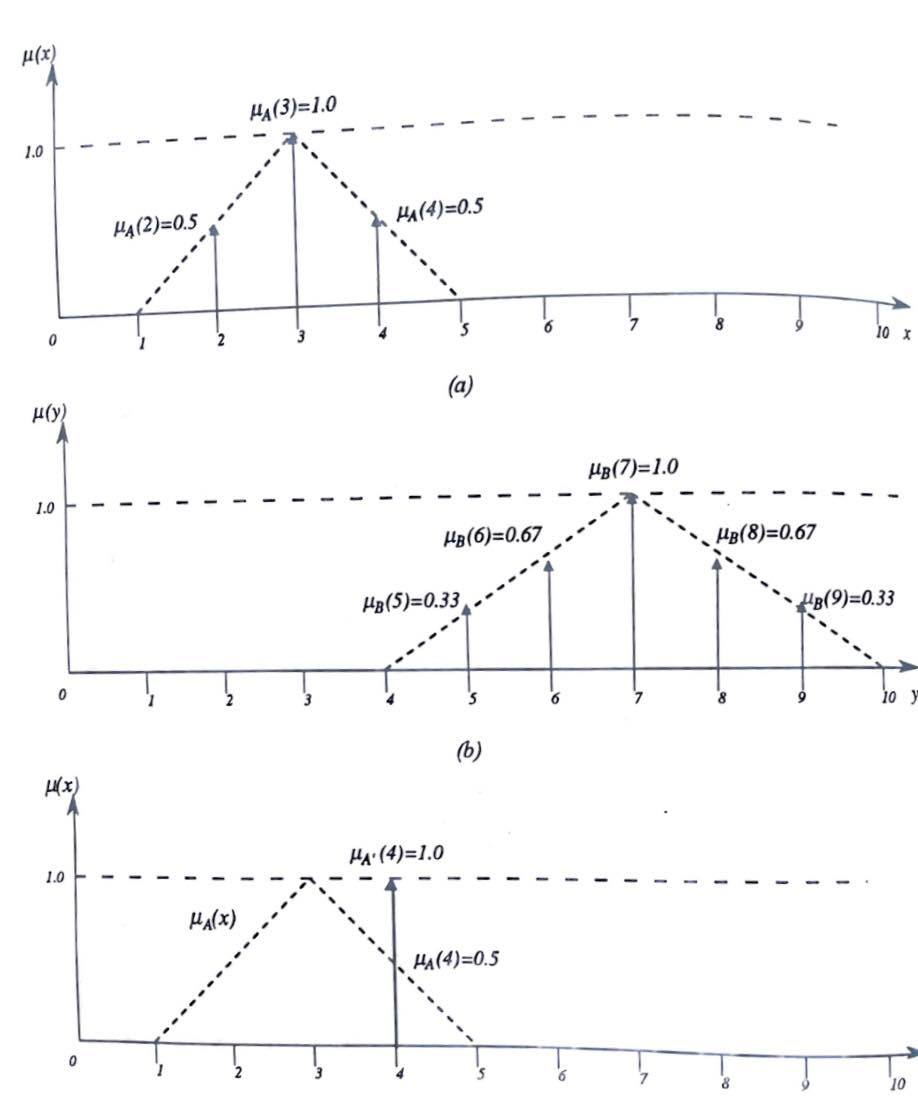 μ(x)
μA(3)=1.0
1.0
μA(2)=0.5
μA(4)=0.5
0 1 2 3 4 5 6 7 8 9 10 x
(a)
μ(y)
μB(7)=1.0
1.0
μB(6)=0.67
μB(8)=0.67
μB(5)=0.33
μB(9)=0.33
0 1 2 3 4 5 6 7 8 9 10 y
(b)
μ(x)
μA'(4)=1.0
1.0
μA(x)
μA(4)=0.5
0 1 2 3 4 5 6 7 8 9 10